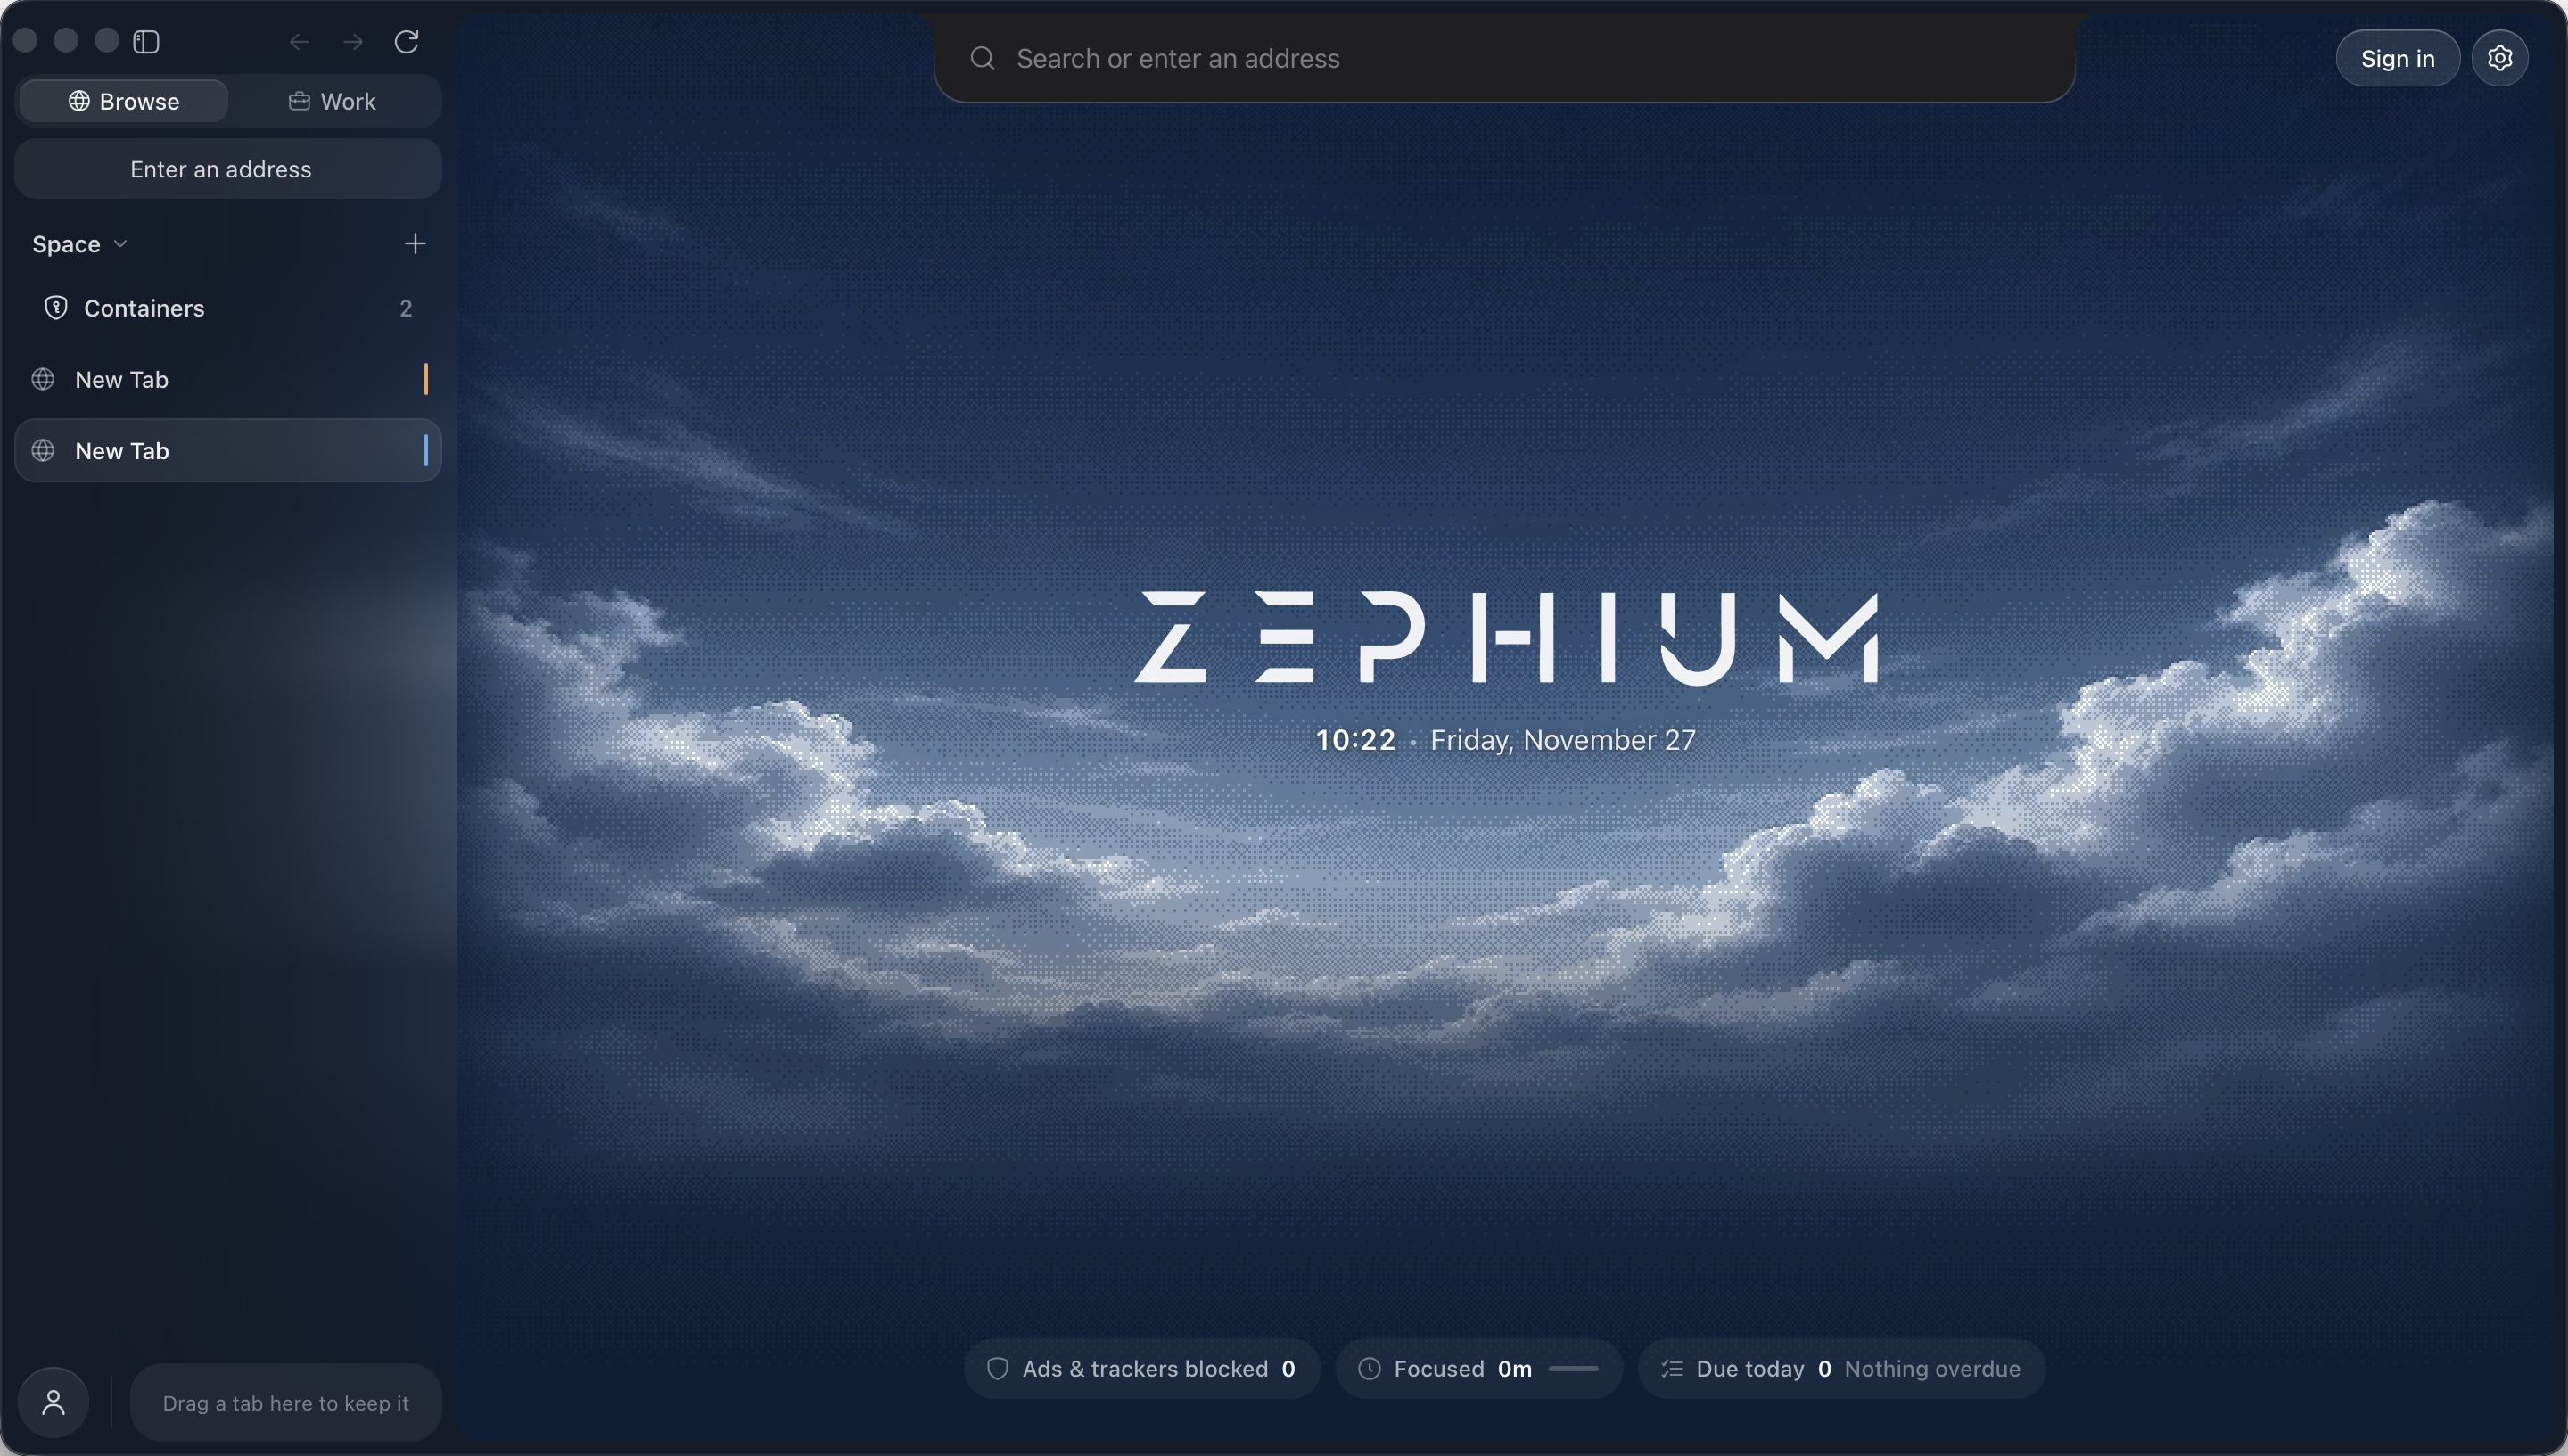 Search or enter an address
Sign in
Browse
Work
Enter an address
Space
Containers 2
New Tab
New Tab
ZEPHIUM
10:22 • Friday, November 27
Ads & trackers blocked 0
Focused 0m
Due today 0 Nothing overdue
Drag a tab here to keep it